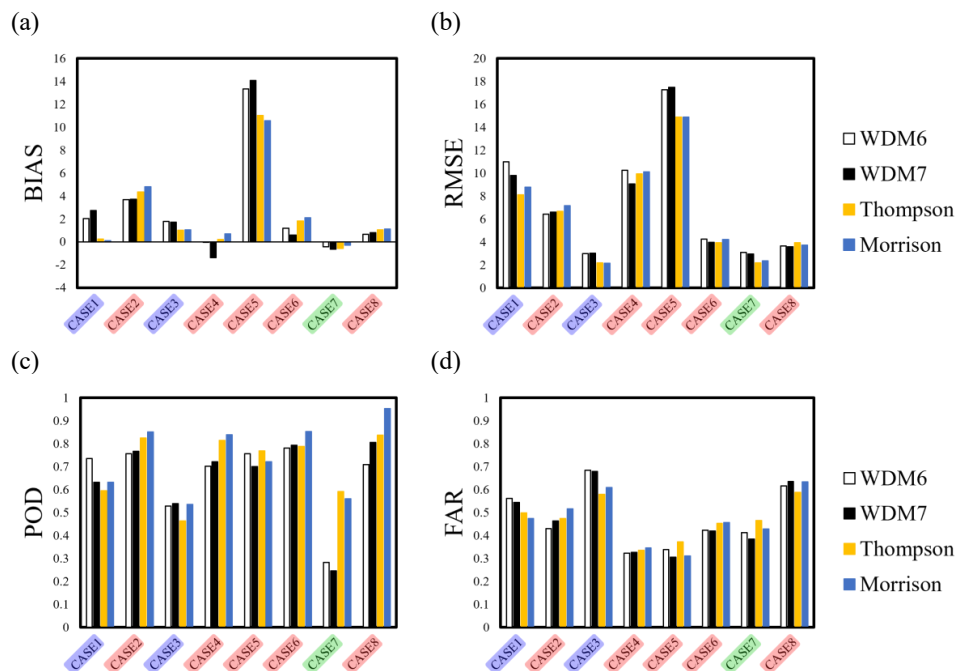 (a)
16
14
12
10
8
6
4
2
0
-2
-4
BIAS
CASE1 CASE2 CASE3 CASE4 CASE5 CASE6 CASE7 CASE8
(b)
20
18
16
14
12
10
8
6
4
2
0
RMSE
CASE1 CASE2 CASE3 CASE4 CASE5 CASE6 CASE7 CASE8
WDM6
WDM7
Thompson
Morrison
(c)
1
0.9
0.8
0.7
0.6
0.5
0.4
0.3
0.2
0.1
0
POD
CASE1 CASE2 CASE3 CASE4 CASE5 CASE6 CASE7 CASE8
(d)
1
0.9
0.8
0.7
0.6
0.5
0.4
0.3
0.2
0.1
0
FAR
CASE1 CASE2 CASE3 CASE4 CASE5 CASE6 CASE7 CASE8
WDM6
WDM7
Thompson
Morrison